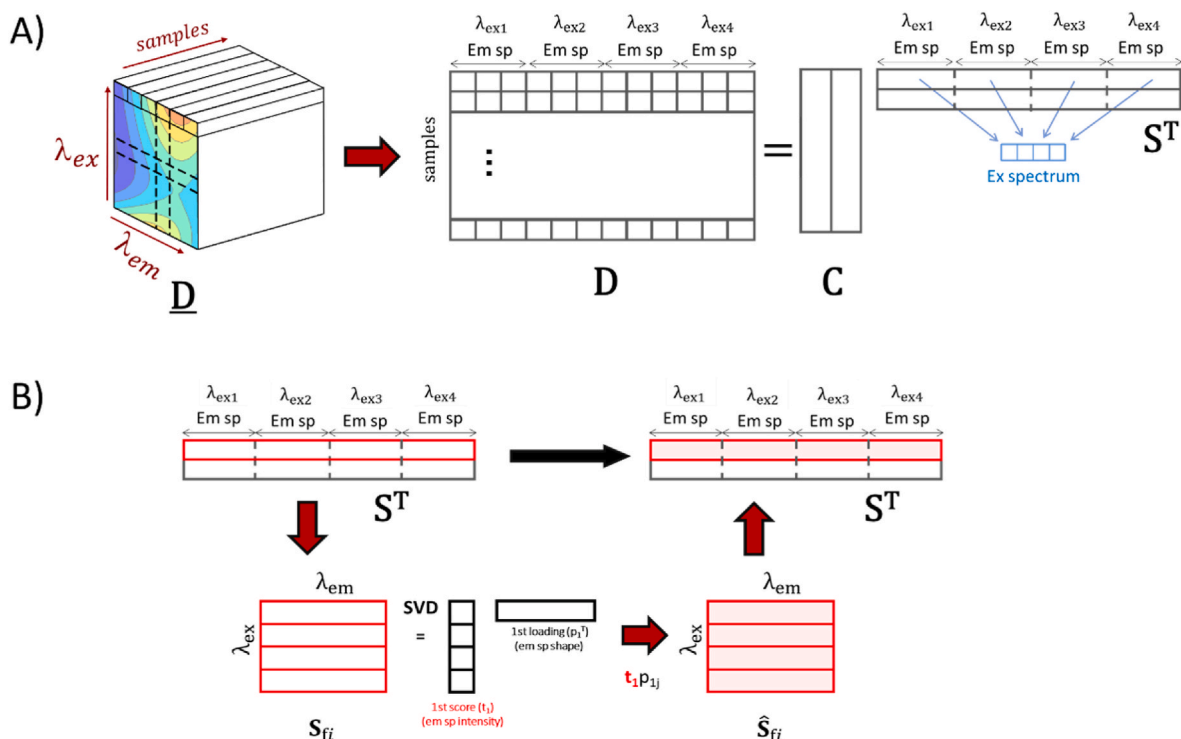 A)
samples
λex
λem
D
λex1 λex2 λex3 λex4
Em sp Em sp Em sp Em sp
samples
⋮
D
=
C
λex1 λex2 λex3 λex4
Em sp Em sp Em sp Em sp
Sᵀ
Ex spectrum
B)
λex1 λex2 λex3 λex4
Em sp Em sp Em sp Em sp
Sᵀ
λex1 λex2 λex3 λex4
Em sp Em sp Em sp Em sp
Sᵀ
λem
λex
sfi
SVD
=
1st score (t₁)
(em sp intensity)
1st loading (p₁ᵀ)
(em sp shape)
t₁p1j
λem
λex
ŝfi